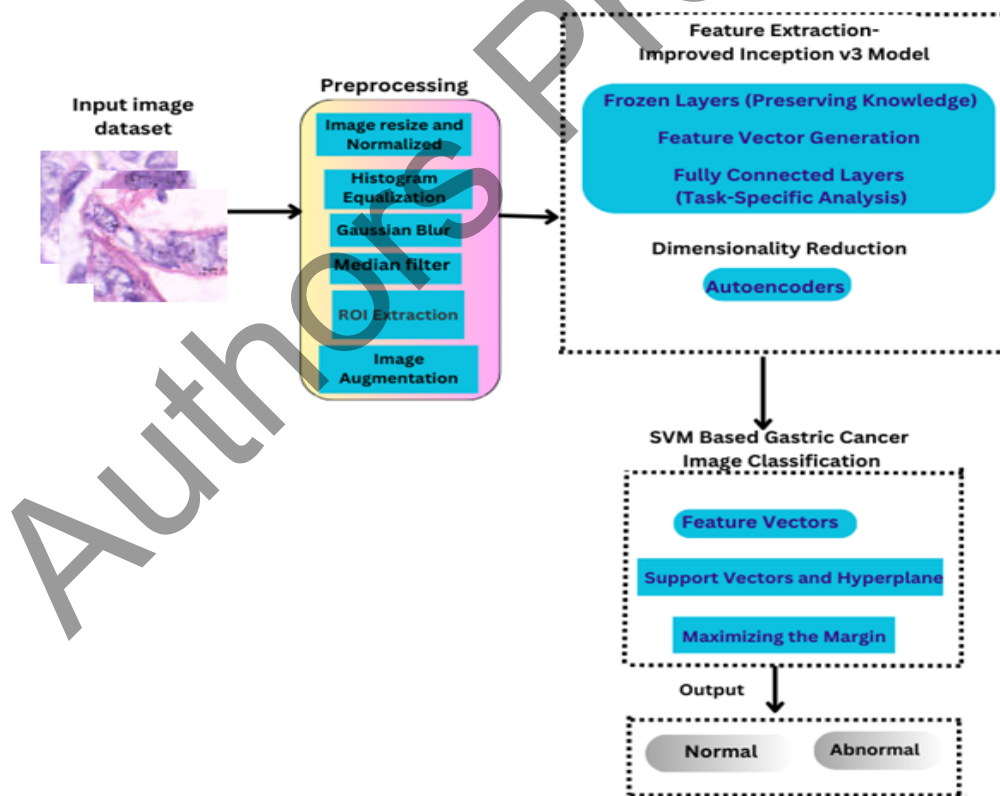 Input image
dataset
Preprocessing
Image resize and
Normalized
Histogram
Equalization
Gaussian Blur
Median filter
ROI Extraction
Image
Augmentation
Feature Extraction-
Improved Inception v3 Model
Frozen Layers (Preserving Knowledge)
Feature Vector Generation
Fully Connected Layers
(Task-Specific Analysis)
Dimensionality Reduction
Autoencoders
SVM Based Gastric Cancer
Image Classification
Feature Vectors
Support Vectors and Hyperplane
Maximizing the Margin
Output
Normal
Abnormal
Authors